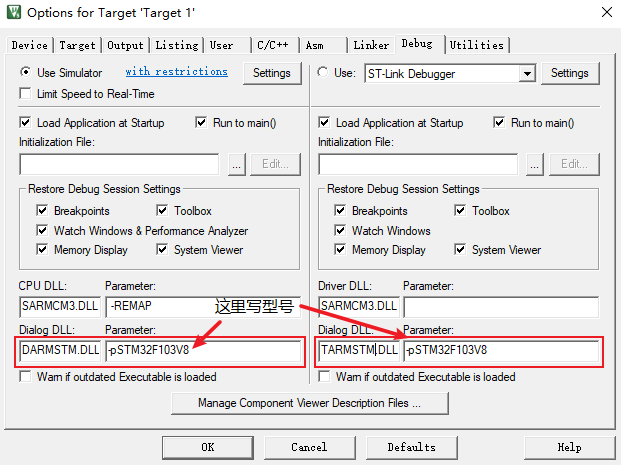 Options for Target 'Target 1'
Device Target Output Listing User C/C++ Asm Linker Debug Utilities
Use Simulator with restrictions Settings
Limit Speed to Real-Time
Use: ST-Link Debugger Settings
Load Application at Startup Run to main()
Initialization File:
... Edit...
Load Application at Startup Run to main()
Initialization File:
... Edit...
Restore Debug Session Settings
Breakpoints Toolbox
Watch Windows & Performance Analyzer
Memory Display System Viewer
Restore Debug Session Settings
Breakpoints Toolbox
Watch Windows
Memory Display System Viewer
CPU DLL: Parameter:
SARMCM3.DLL -REMAP
这里写型号
Driver DLL: Parameter:
SARMCM3.DLL
Dialog DLL: Parameter:
DARMSTM.DLL -pSTM32F103V8
Dialog DLL: Parameter:
TARMSTM.DLL -pSTM32F103V8
Warn if outdated Executable is loaded
Warn if outdated Executable is loaded
Manage Component Viewer Description Files ...
OK Cancel Defaults Help